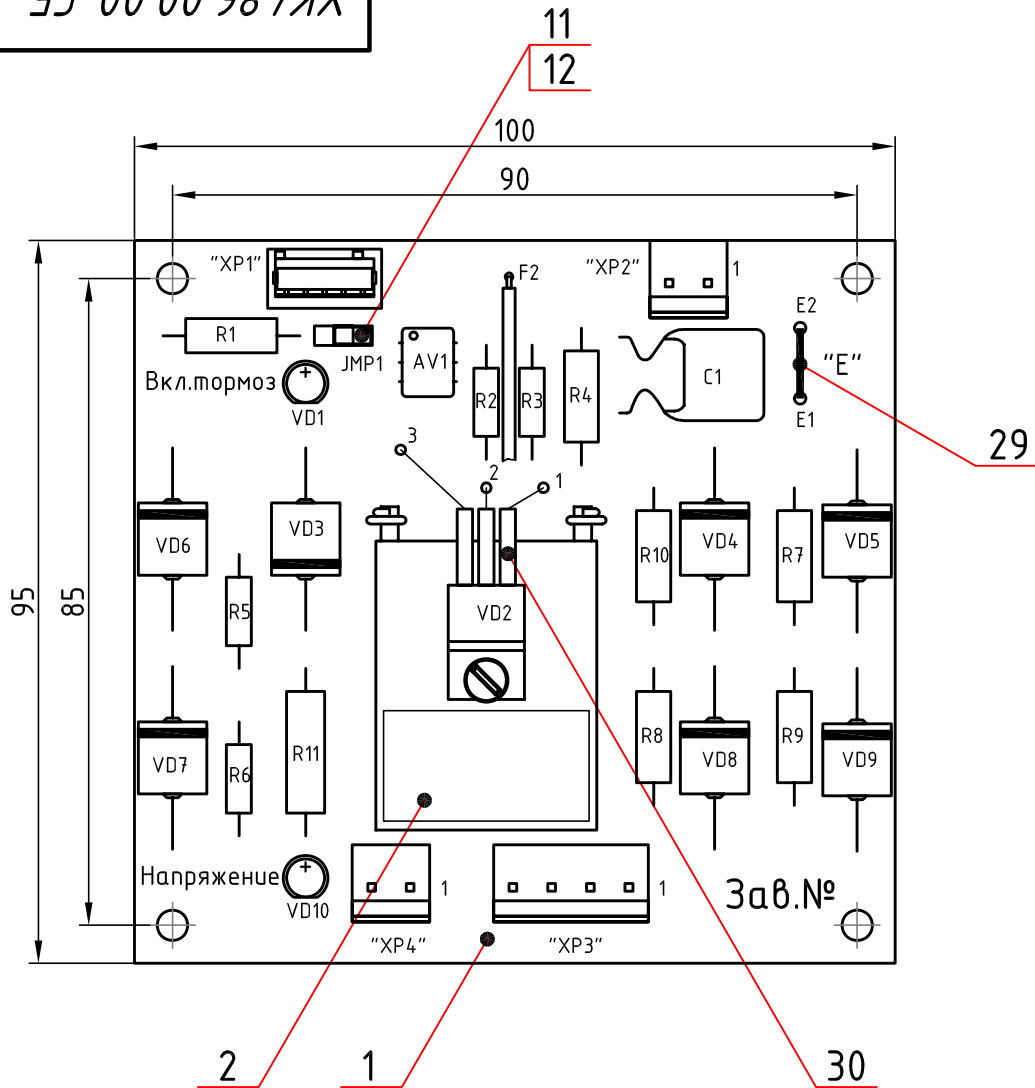 11
12
100
90
"XP1"
F2
"XP2"
1
R1
JMP1
AV1
E2
"E"
E1
Вкл.тормоз
VD1
R2
R3
R4
C1
29
3
2
1
VD6
VD3
R10
VD4
R7
VD5
95
85
R5
VD2
VD7
R6
R11
R8
VD8
R9
VD9
Напряжение
VD10
1
1
Зав.№
"XP4"
"XP3"
2
1
30